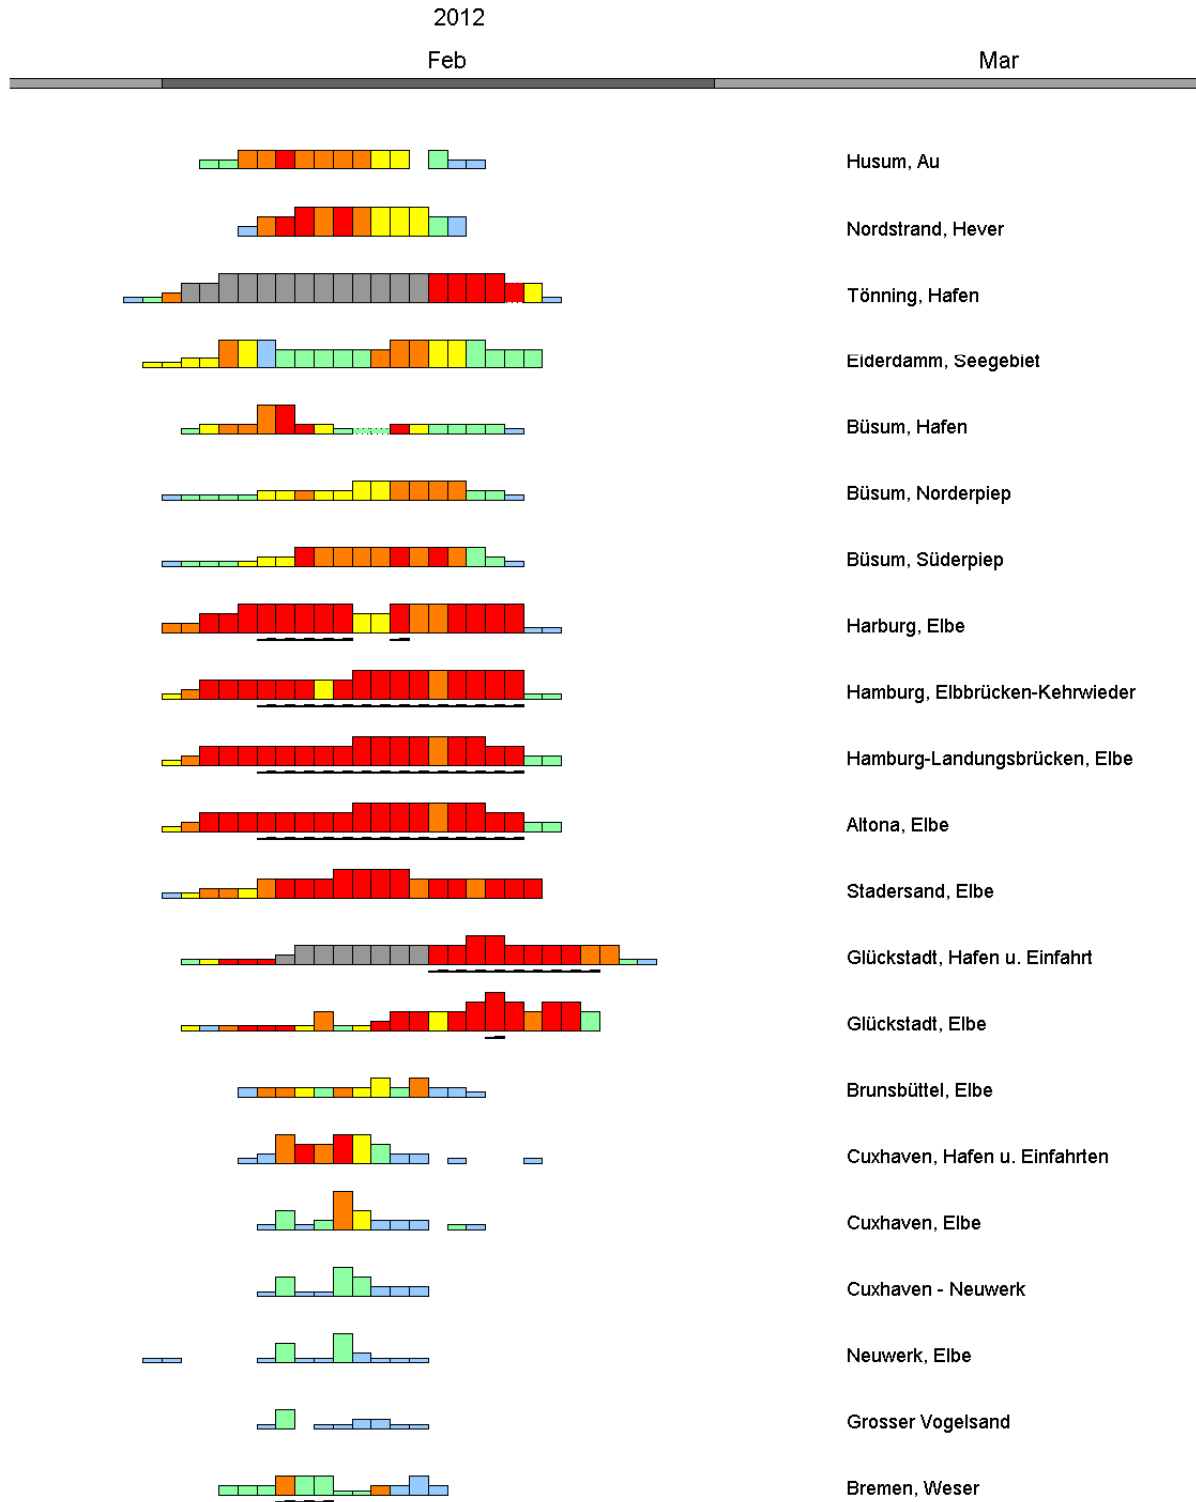 2012
Feb
Mar
Husum, Au
Nordstrand, Hever
Tönning, Hafen
Eiderdamm, Seegebiet
Büsum, Hafen
Büsum, Norderpiep
Büsum, Süderpiep
Harburg, Elbe
Hamburg, Elbbrücken-Kehrwieder
Hamburg-Landungsbrücken, Elbe
Altona, Elbe
Stadersand, Elbe
Glückstadt, Hafen u. Einfahrt
Glückstadt, Elbe
Brunsbüttel, Elbe
Cuxhaven, Hafen u. Einfahrten
Cuxhaven, Elbe
Cuxhaven - Neuwerk
Neuwerk, Elbe
Grosser Vogelsand
Bremen, Weser